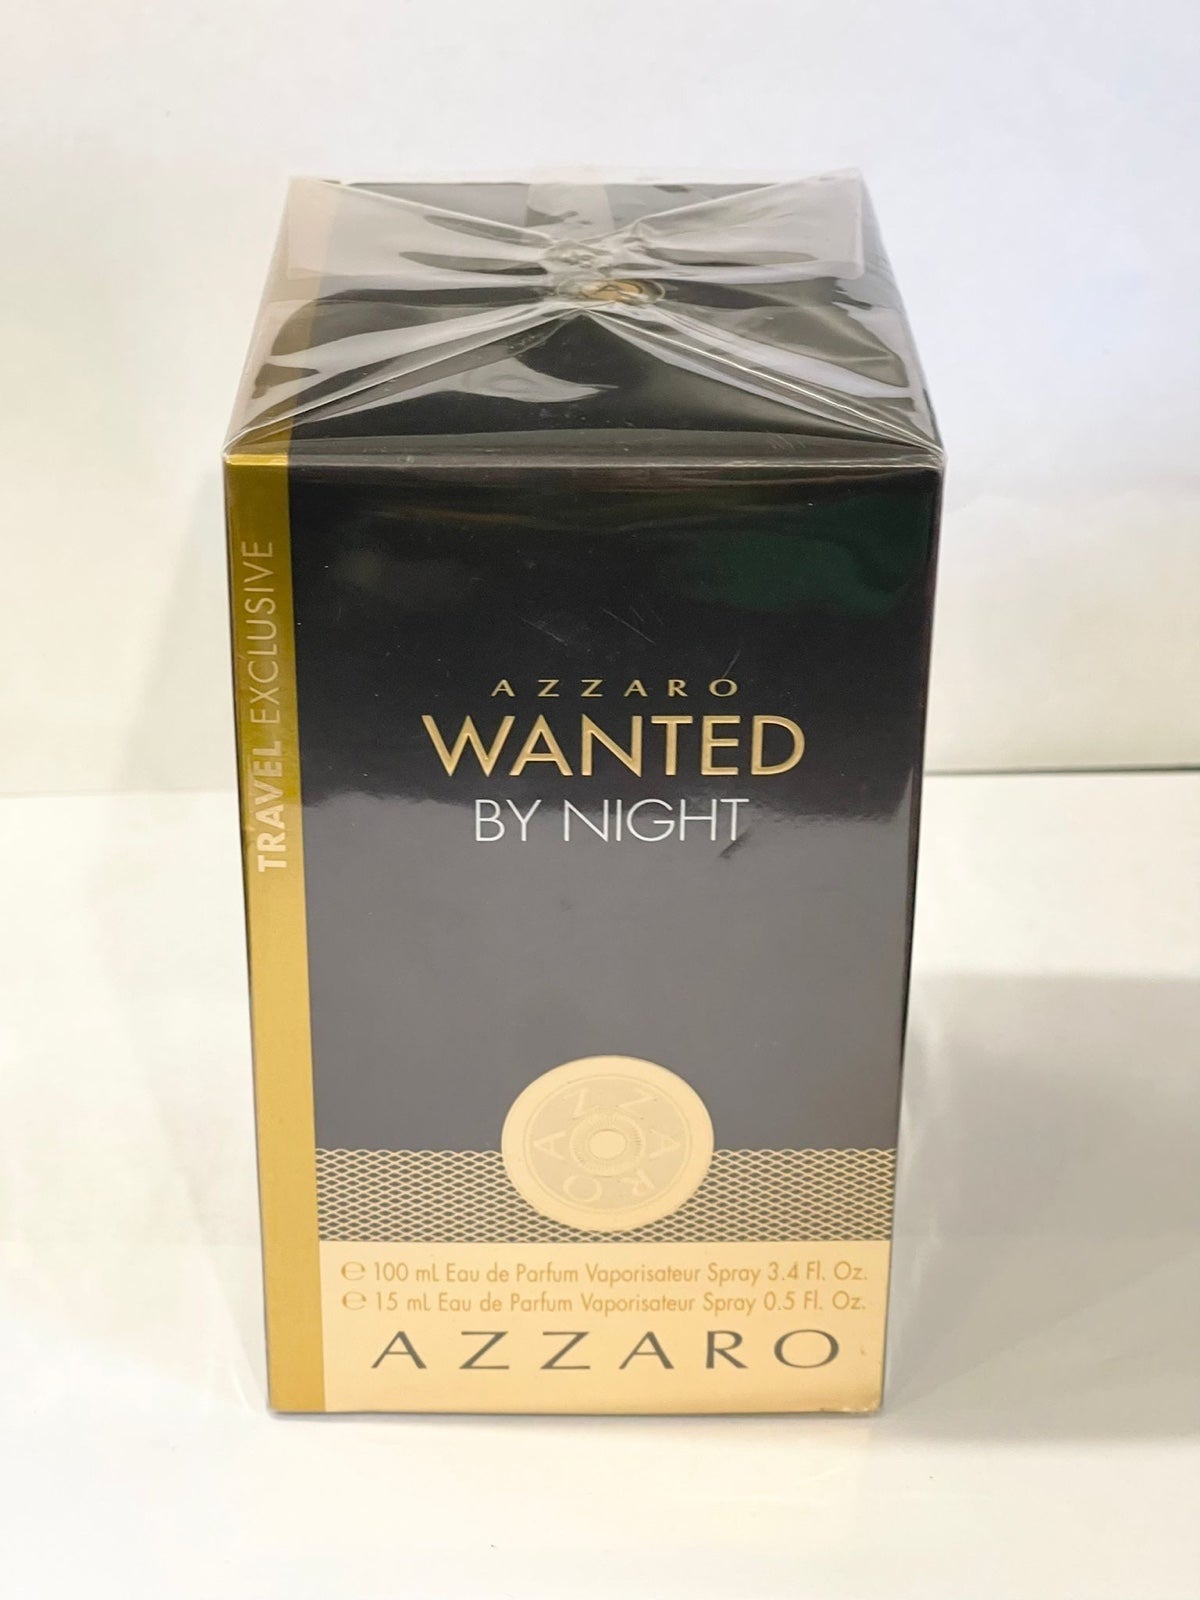 TRAVEL EXCLUSIVE
AZZARO
WANTED
BY NIGHT
AZZARO
℮ 100 mL Eau de Parfum Vaporisateur Spray 3.4 Fl. Oz.
℮ 15 mL Eau de Parfum Vaporisateur Spray 0.5 Fl. Oz.
AZZARO